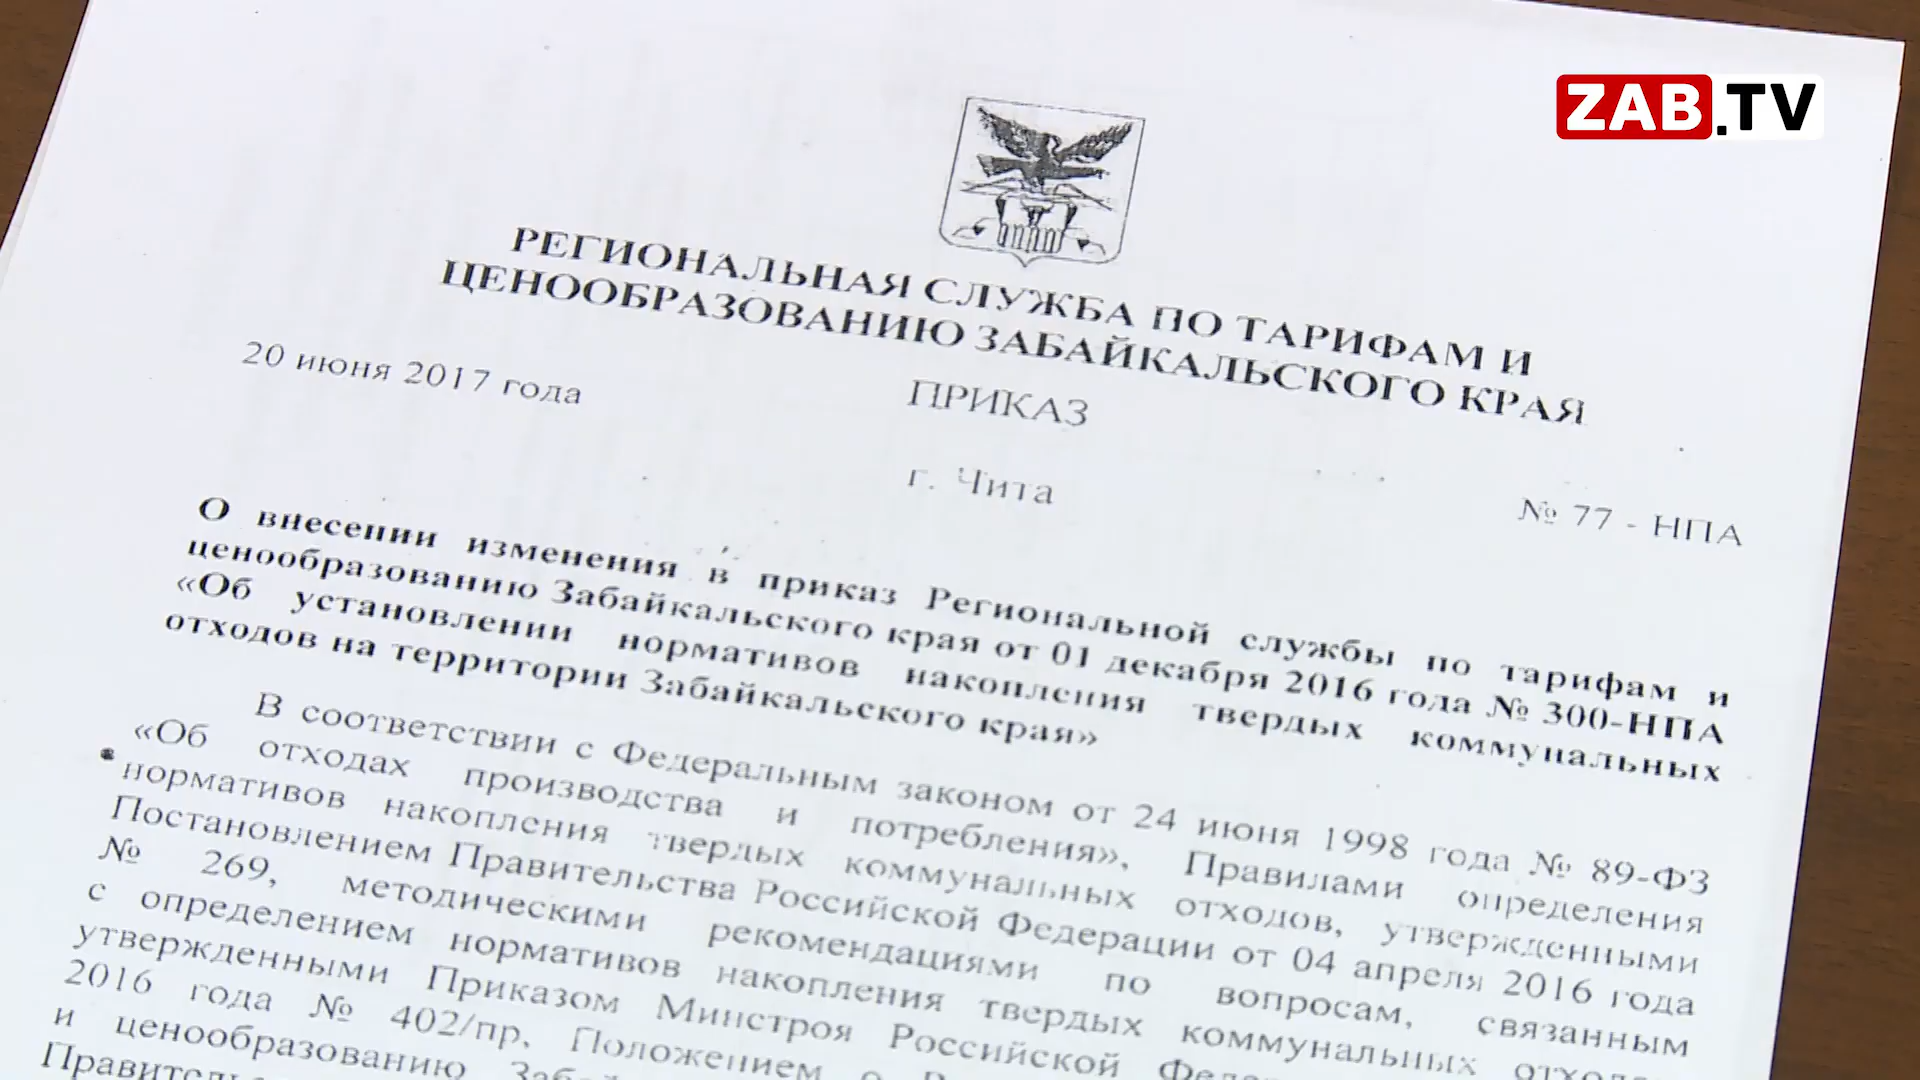 ZAB.TV
РЕГИОНАЛЬНАЯ СЛУЖБА ПО ТАРИФАМ И
ЦЕНООБРАЗОВАНИЮ ЗАБАЙКАЛЬСКОГО КРАЯ
ПРИКАЗ
20 июня 2017 года
г. Чита
№ 77 - НПА
О внесении изменения в приказ Региональной службы по тарифам и
ценообразованию Забайкальского края от 01 декабря 2016 года № 300-НПА
«Об установлении нормативов накопления твердых коммунальных
отходов на территории Забайкальского края»
В соответствии с Федеральным законом от 24 июня 1998 года № 89-ФЗ
«Об отходах производства и потребления», Правилами определения
нормативов накопления твердых коммунальных отходов, утвержденными
Постановлением Правительства Российской Федерации от 04 апреля 2016 года
№ 269, методическими рекомендациями по вопросам, связанным
с определением нормативов накопления твердых коммунальных
утвержденными Приказом Минстроя Российской
2016 года № 402/пр, Положением о
и ценообразованию